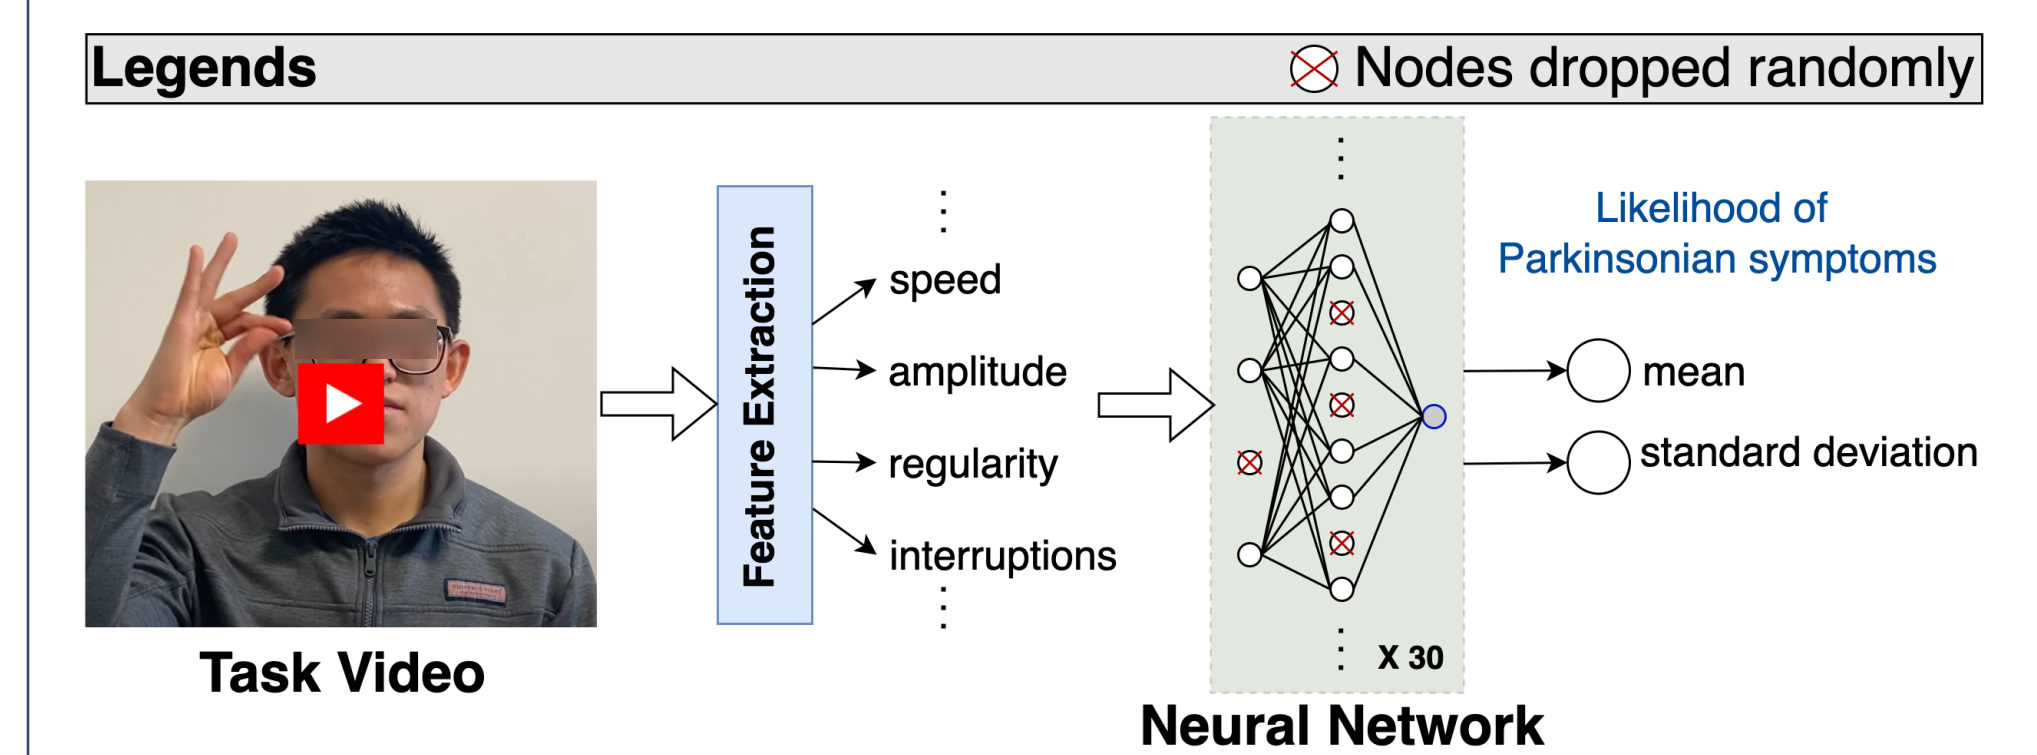 Legends
Nodes dropped randomly
Likelihood of
Parkinsonian symptoms
Feature Extraction
speed
amplitude
regularity
interruptions
mean
standard deviation
X 30
Task Video
Neural Network